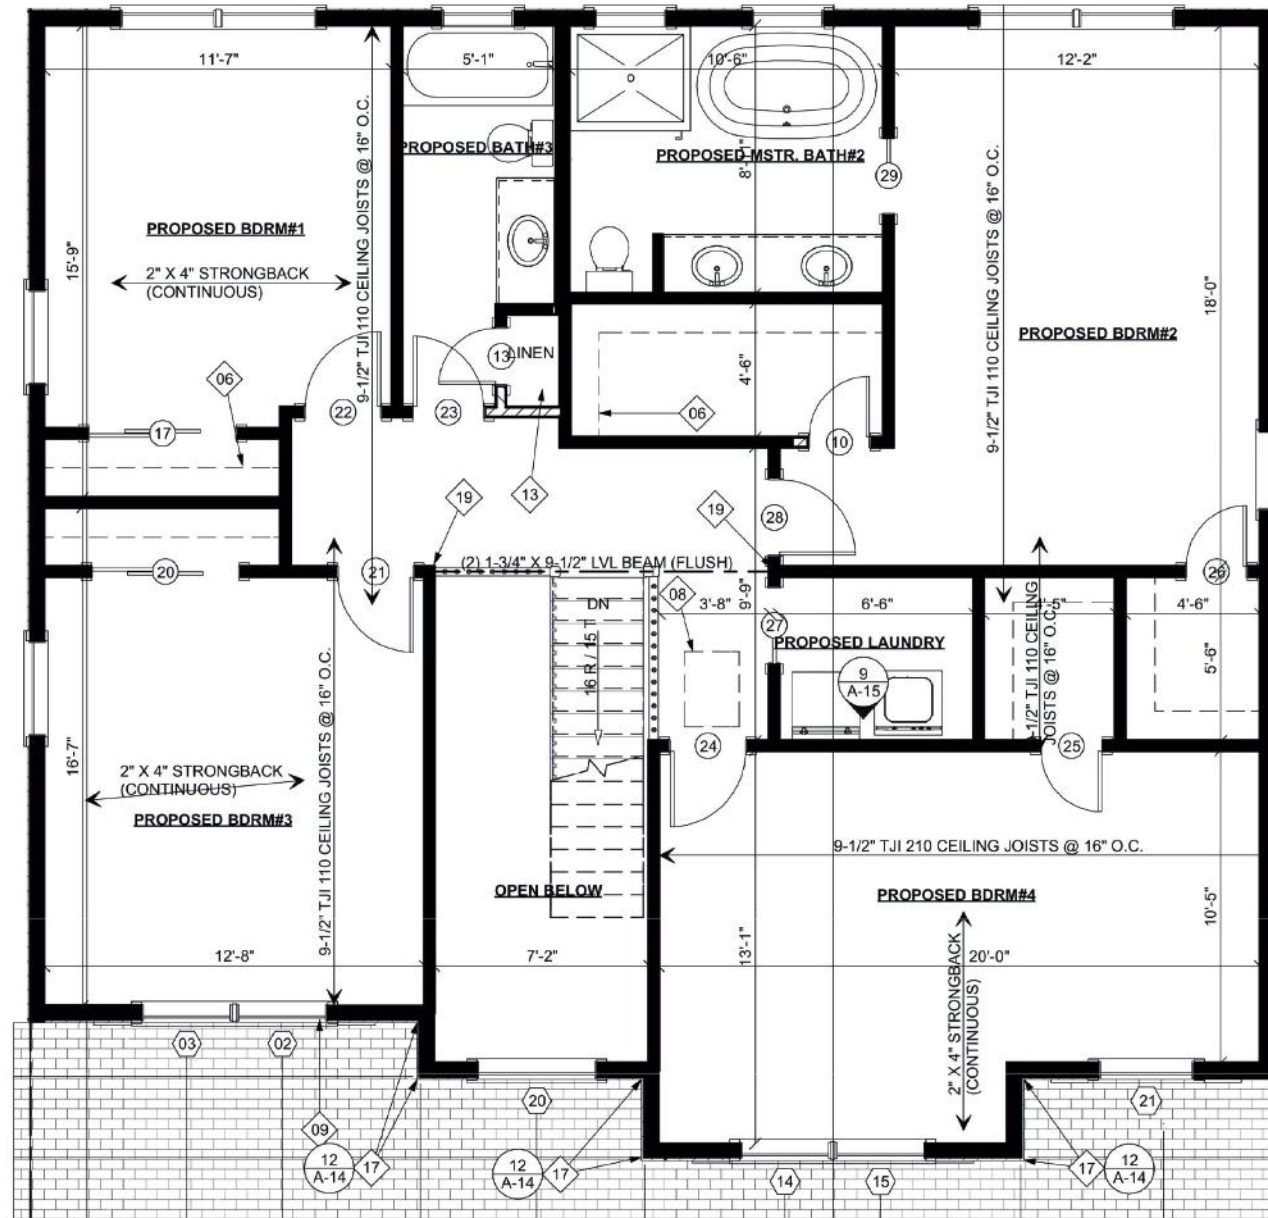 11'-7"
5'-1"
10'-6"
12'-2"
PROPOSED BATH#3
PROPOSED MSTR. BATH#2
29
9-1/2" TJI 110 CEILING JOISTS @ 16" O.C.
9-1/2" TJI 110 CEILING JOISTS @ 16" O.C.
PROPOSED BDRM#1
15'-9"
2" X 4" STRONGBACK
(CONTINUOUS)
18'-0"
PROPOSED BDRM#2
13
LINEN
4'-6"
06
22
23
06
17
10
19
13
19
28
(2) 1-3/4" X 9-1/2" LVL BEAM (FLUSH)
20
21
26
9'-9"
DN
3'-8"
08
6'-6"
4'-5"
4'-6"
27
PROPOSED LAUNDRY
16 R / 15 T
5'-6"
9
A-15
JOISTS @ 16" O.C.
24
25
9-1/2" TJI 110 CEILING JOISTS @ 16" O.C.
16'-7"
2" X 4" STRONGBACK
(CONTINUOUS)
PROPOSED BDRM#3
9-1/2" TJI 210 CEILING JOISTS @ 16" O.C.
OPEN BELOW
PROPOSED BDRM#4
10'-5"
13'-1"
12'-8"
7'-2"
20'-0"
2" X 4" STRONGBACK
(CONTINUOUS)
03
02
20
21
09
12
A-14
17
12
A-14
17
14
15
17
12
A-14